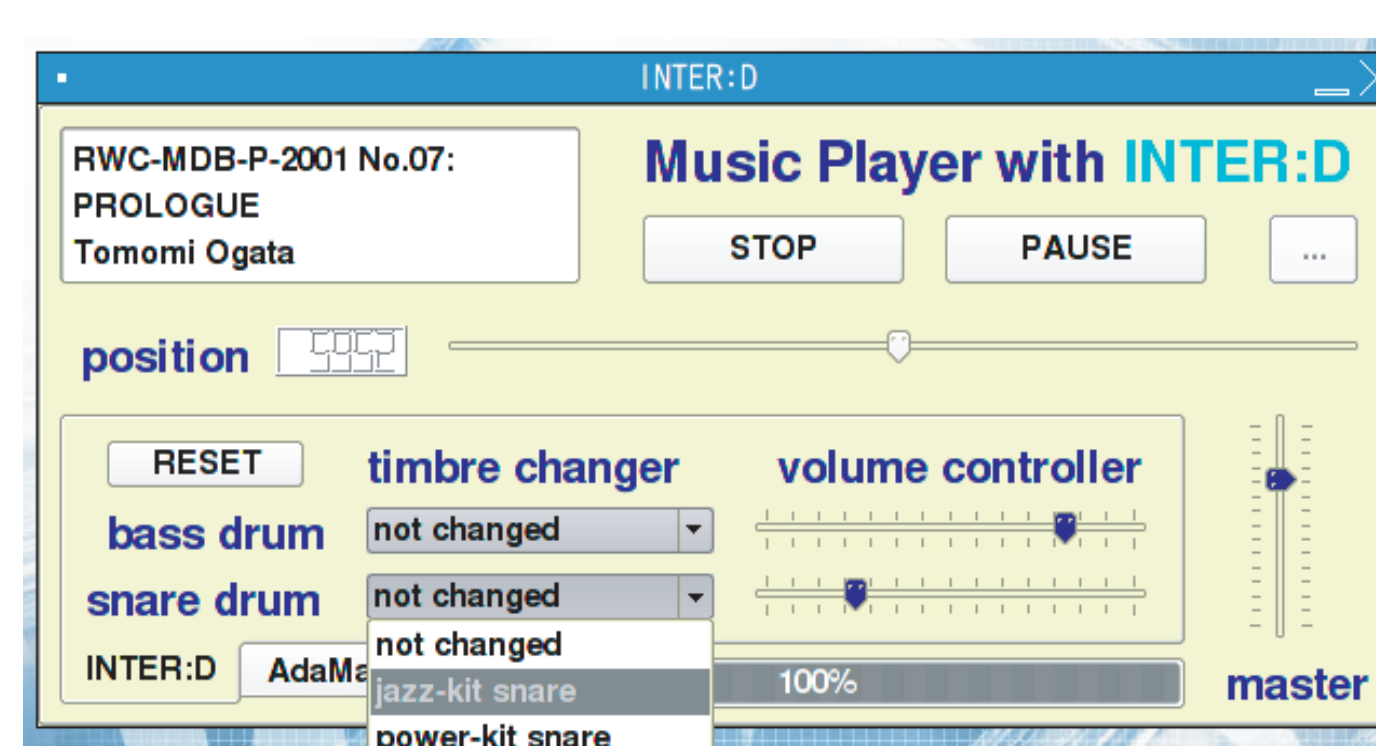 INTER:D
RWC-MDB-P-2001 No.07:
PROLOGUE
Tomomi Ogata
Music Player with INTER:D
STOP
PAUSE
...
position
RESET
timbre changer
volume controller
bass drum
not changed
snare drum
not changed
not changed
jazz-kit snare
power-kit snare
INTER:D
100%
master